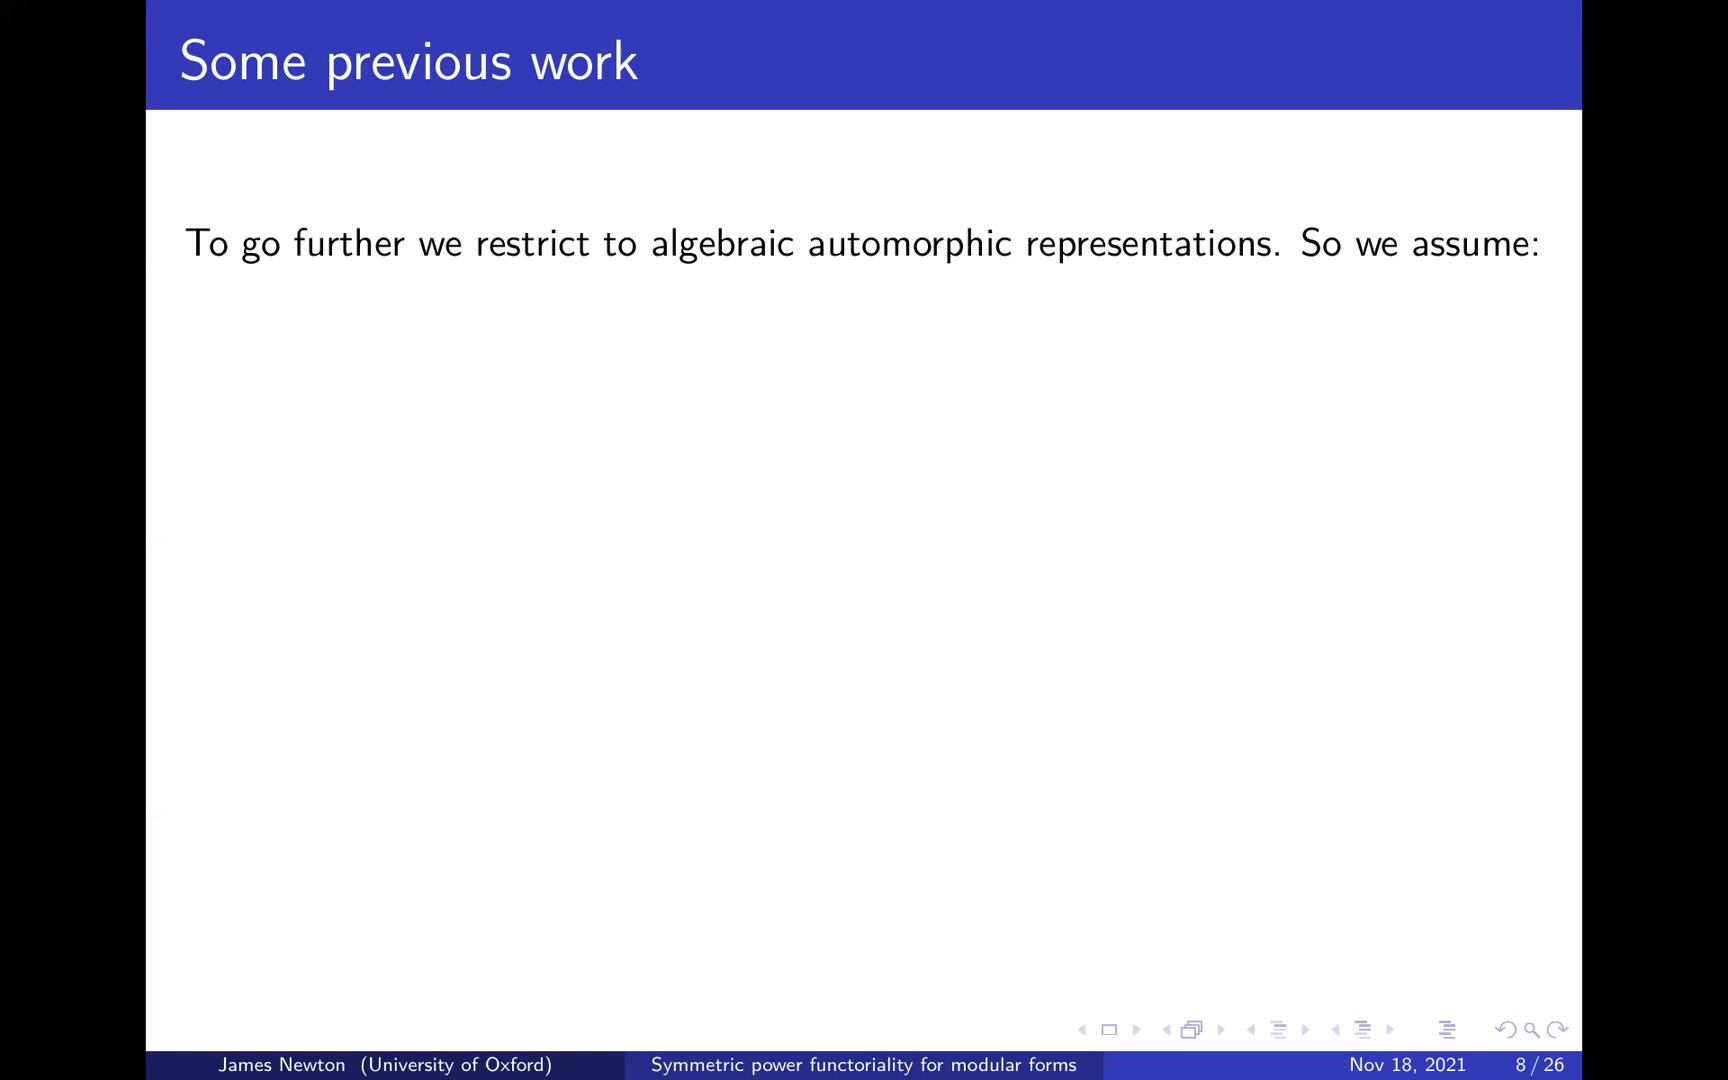 Some previous work
To go further we restrict to algebraic automorphic representations. So we assume:
James Newton (University of Oxford) Symmetric power functoriality for modular forms Nov 18, 2021 8 / 26